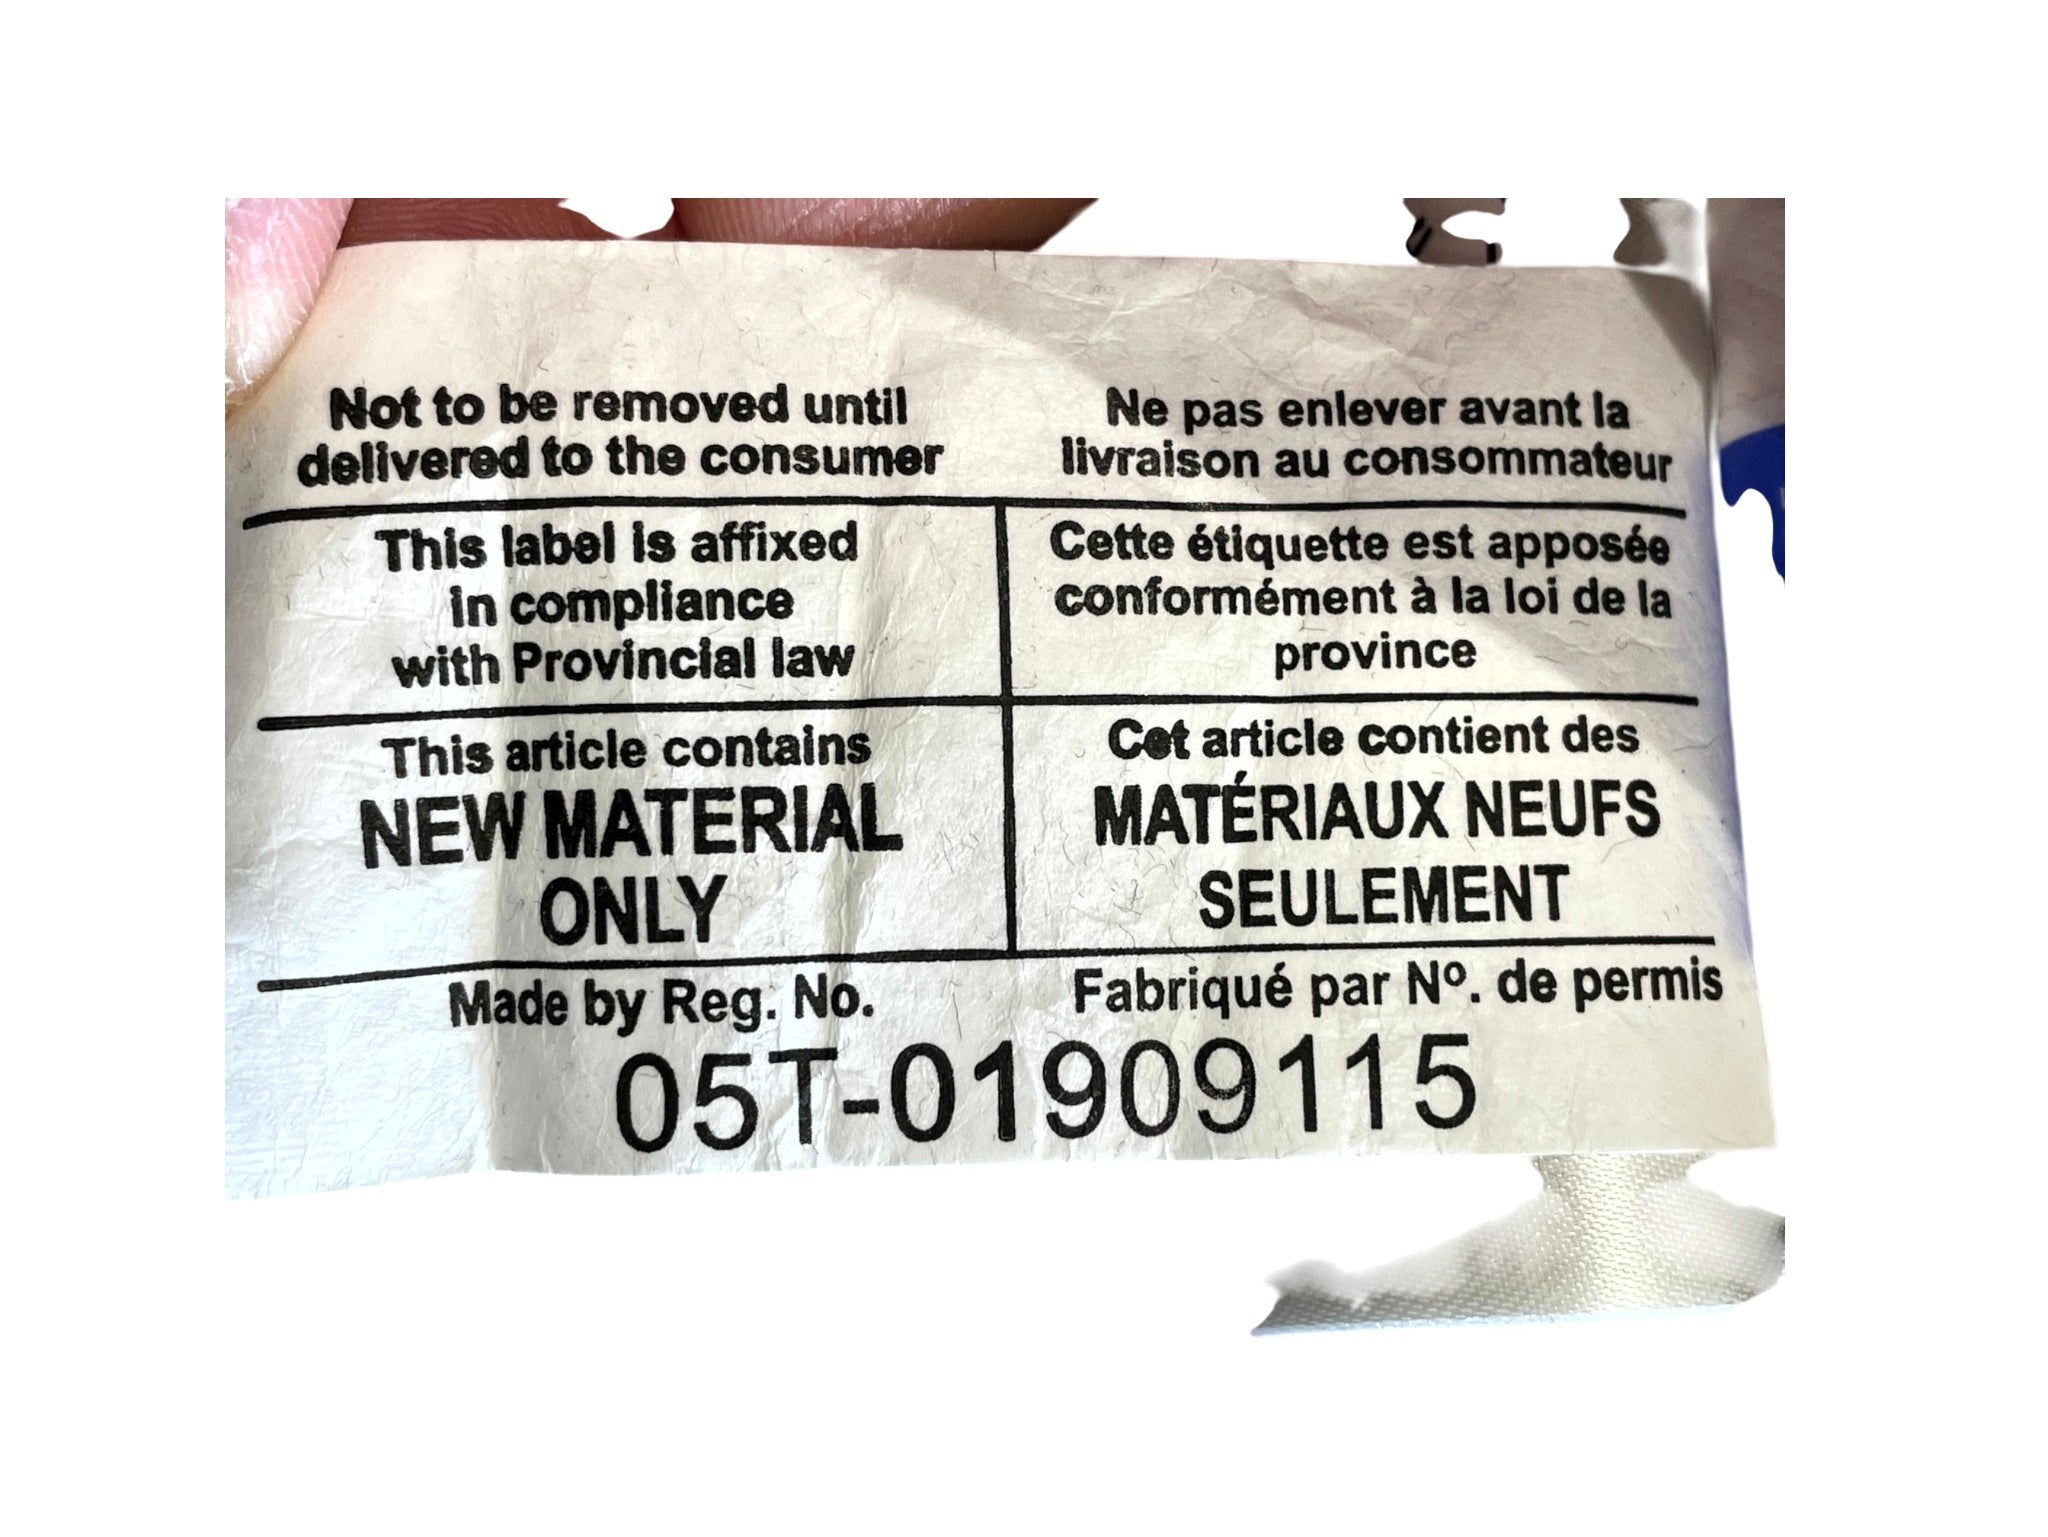 Not to be removed until
delivered to the consumer
Ne pas enlever avant la
livraison au consommateur
This label is affixed
in compliance
with Provincial law
Cette étiquette est apposée
conformément à la loi de la
province
This article contains
NEW MATERIAL
ONLY
Cet article contient des
MATÉRIAUX NEUFS
SEULEMENT
Made by Reg. No.
Fabriqué par Nº. de permis
05T-01909115